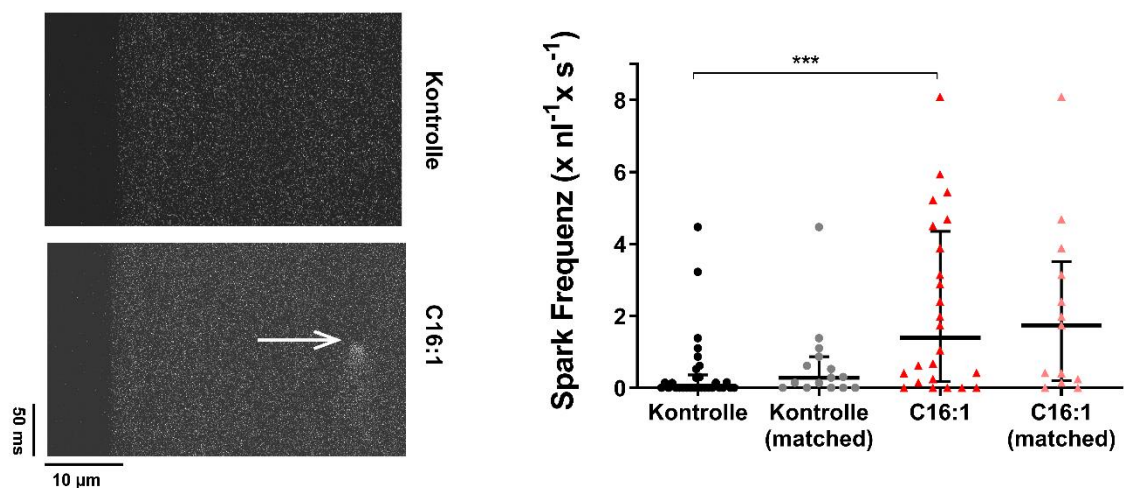 Kontrolle
C16:1
50 ms
10 µm
Spark Frequenz (x nl⁻¹ x s⁻¹)
***
8
6
4
2
0
Kontrolle
Kontrolle
(matched)
C16:1
C16:1
(matched)